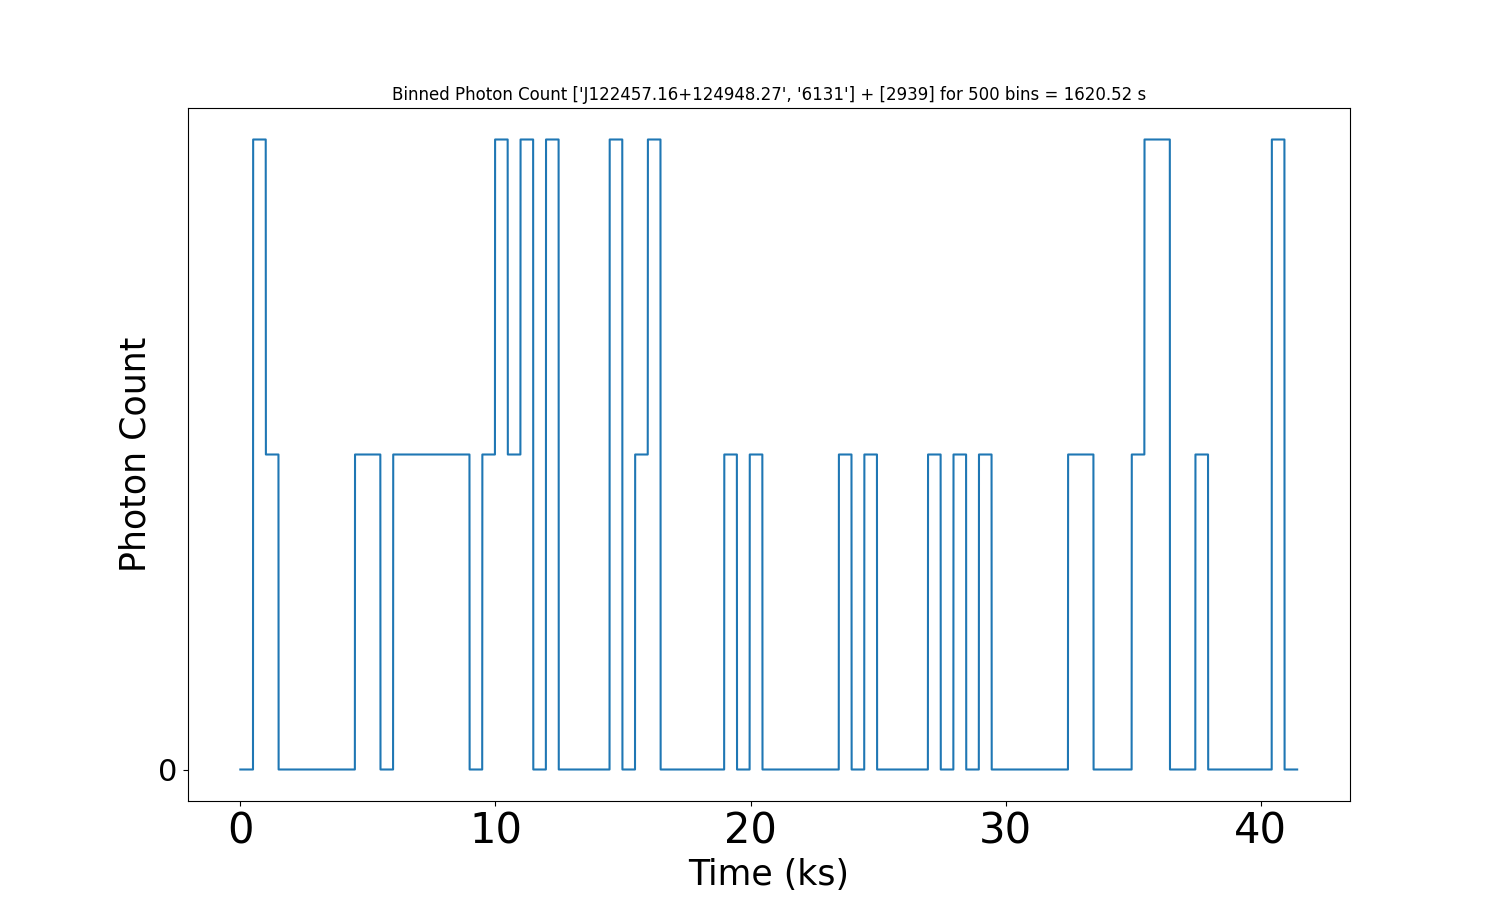 Binned Photon Count ['J122457.16+124948.27', '6131'] + [2939] for 500 bins = 1620.52 s
Photon Count
0
0 10 20 30 40
Time (ks)